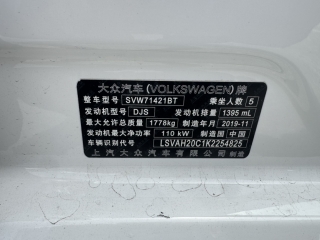 大众汽车(VOLKSWAGEN)牌
整车型号 SVW71421BT 乘坐人数 5
发动机型号 DJS 发动机排量 1395 mL
最大允许总质量 1778kg 制造年月 2019-11
发动机最大净功率 110 kW 制造国 中国
车辆识别代号 LSVAH20C1K2254825
上汽大众汽车有限公司制造